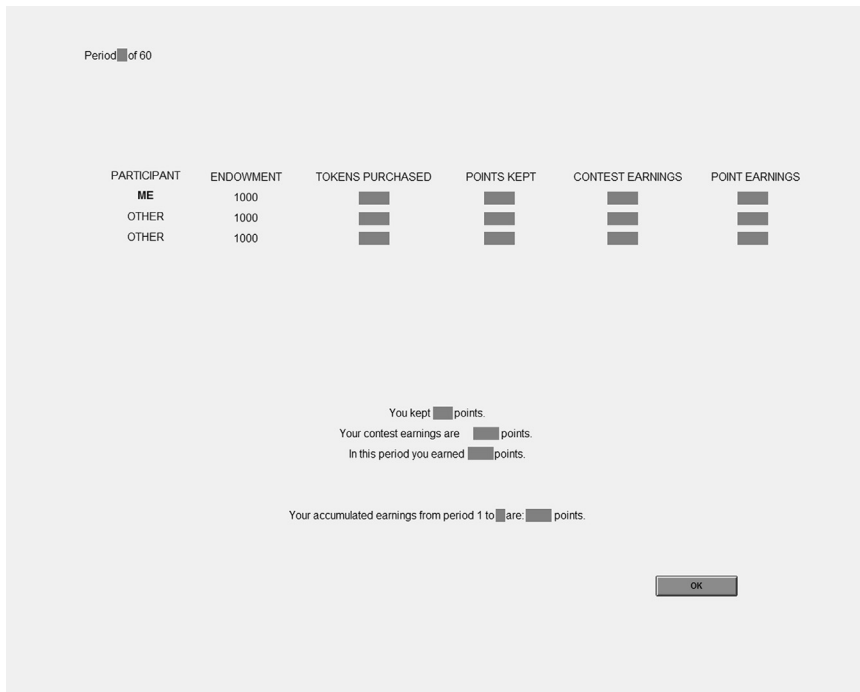 Period of 60
PARTICIPANT ENDOWMENT TOKENS PURCHASED POINTS KEPT CONTEST EARNINGS POINT EARNINGS
ME 1000
OTHER 1000
OTHER 1000
You kept points.
Your contest earnings are points.
In this period you earned points.
Your accumulated earnings from period 1 to are: points.
OK